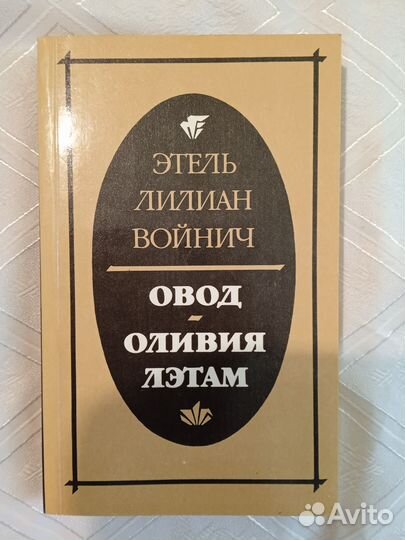 ЭТЕЛЬ
ЛИЛИАН
ВОЙНИЧ
ОВОД
-
ОЛИВИЯ
ЛЭТАМ
Avito